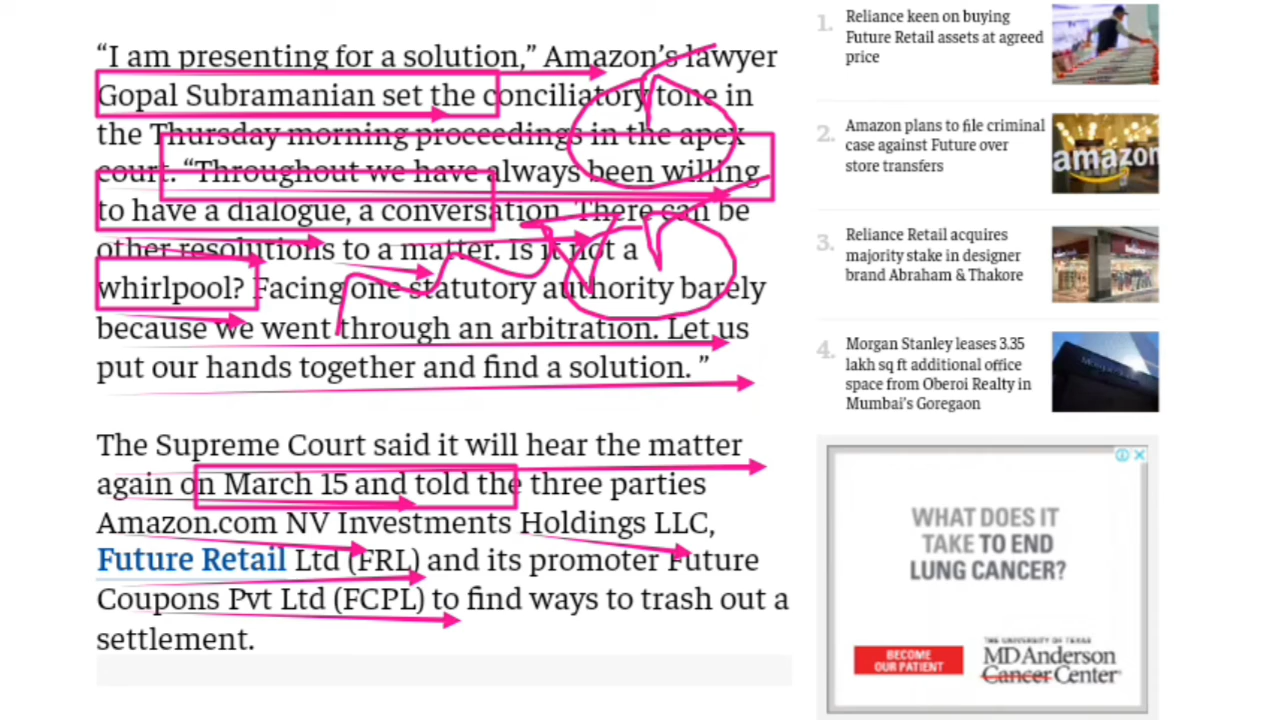 “I am presenting for a solution,” Amazon’s lawyer
Gopal Subramanian set the conciliatory tone in
the Thursday morning proceedings in the apex
court. “Throughout we have always been willing
to have a dialogue, a conversation. There can be
other resolutions to a matter. Is it not a
whirlpool? Facing one statutory authority barely
because we went through an arbitration. Let us
put our hands together and find a solution. ”
The Supreme Court said it will hear the matter
again on March 15 and told the three parties
Amazon.com NV Investments Holdings LLC,
Future Retail Ltd (FRL) and its promoter Future
Coupons Pvt Ltd (FCPL) to find ways to trash out a
settlement.
1. Reliance keen on buying
Future Retail assets at agreed
price
2. Amazon plans to file criminal
case against Future over
store transfers
amazon
3. Reliance Retail acquires
majority stake in designer
brand Abraham & Thakore
4. Morgan Stanley leases 3.35
lakh sq ft additional office
space from Oberoi Realty in
Mumbai’s Goregaon
WHAT DOES IT
TAKE TO END
LUNG CANCER?
BECOME
OUR PATIENT
THE UNIVERSITY OF TEXAS
MD Anderson
Cancer Center